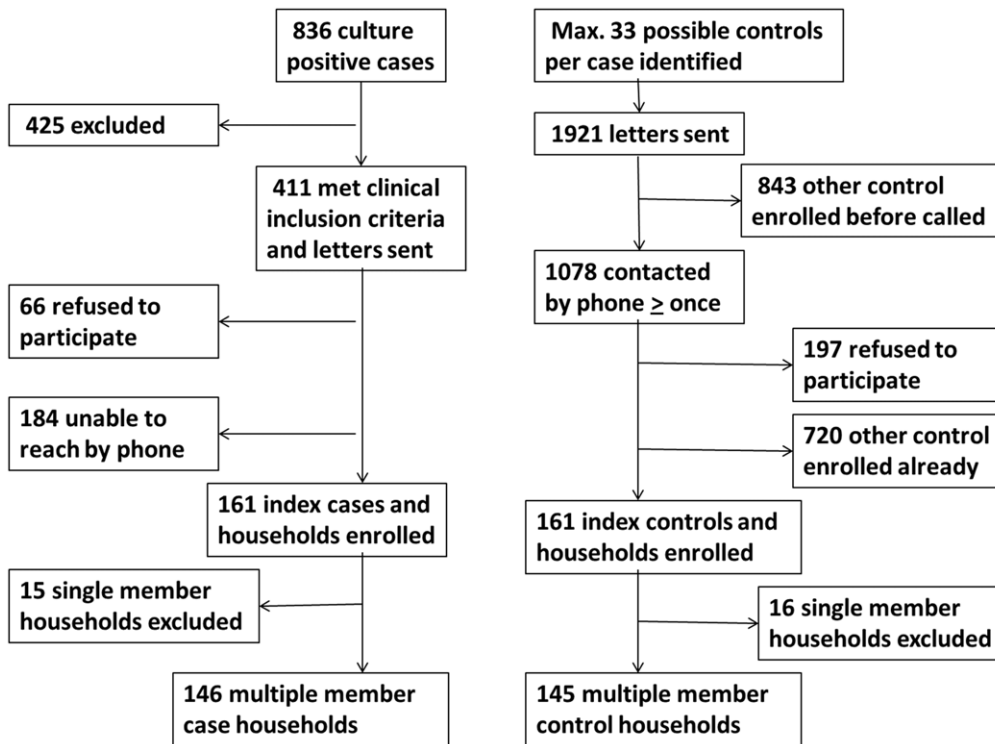 836 culture
positive cases
425 excluded
411 met clinical
inclusion criteria
and letters sent
66 refused to
participate
184 unable to
reach by phone
161 index cases and
households enrolled
15 single member
households excluded
146 multiple member
case households
Max. 33 possible controls
per case identified
1921 letters sent
843 other control
enrolled before called
1078 contacted
by phone ≥ once
197 refused to
participate
720 other control
enrolled already
161 index controls and
households enrolled
16 single member
households excluded
145 multiple member
control households